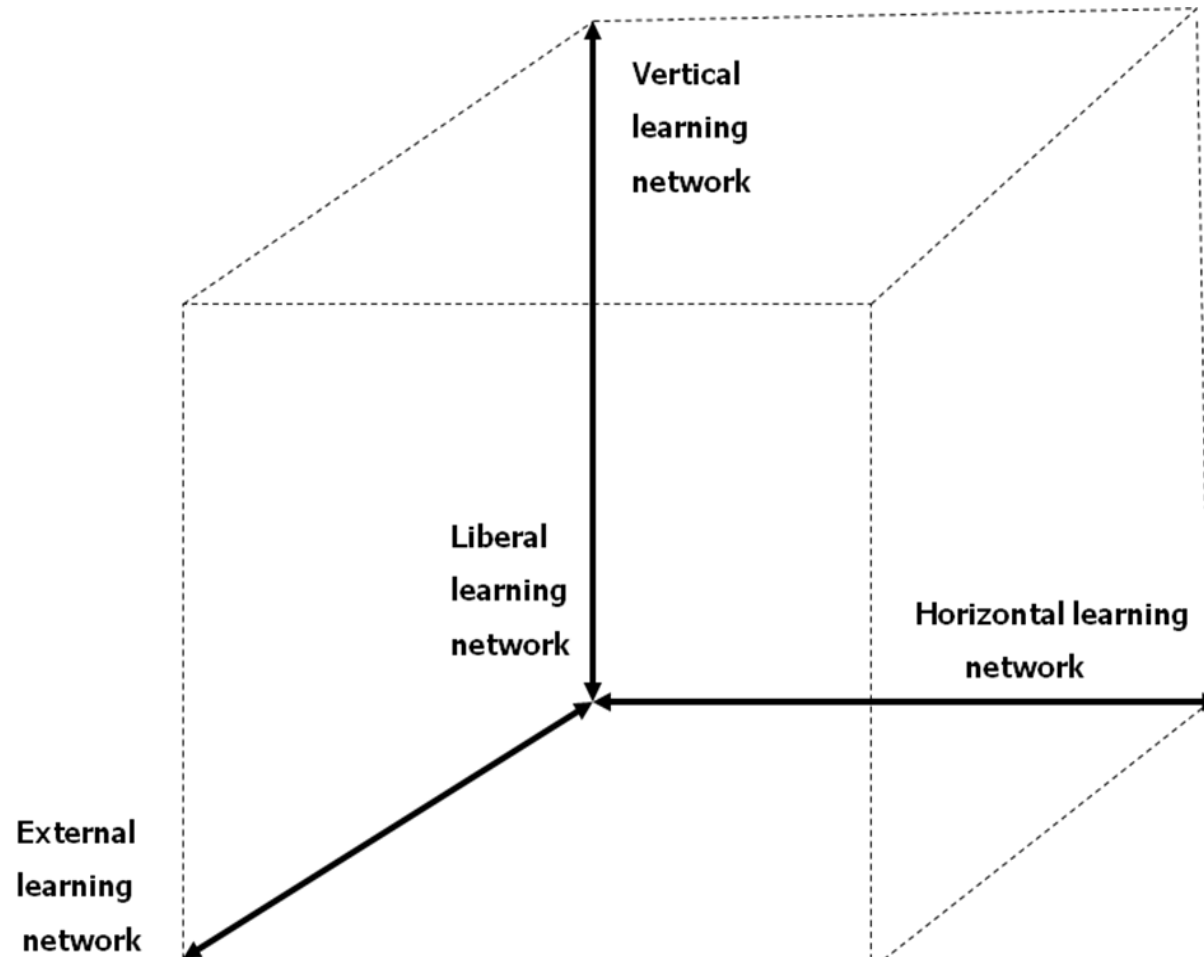 Vertical
learning
network
Liberal
learning
network
Horizontal learning
network
External
learning
network